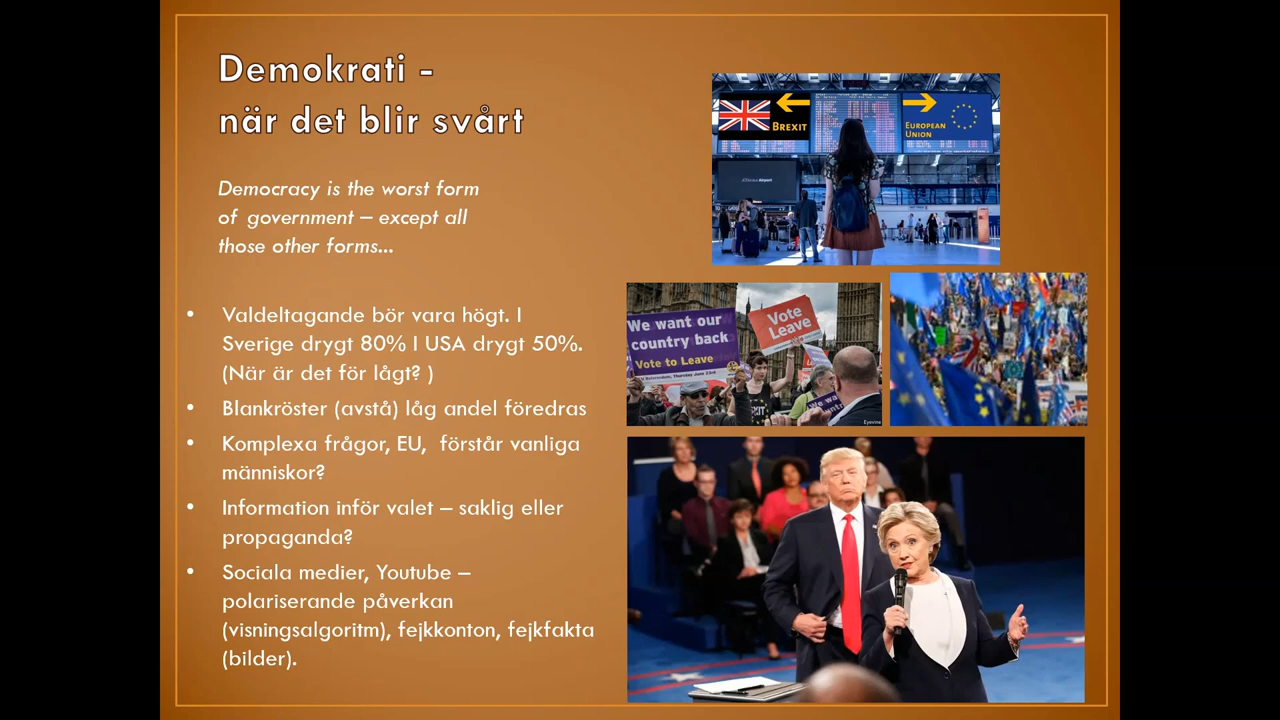 Demokrati -
när det blir svårt
Democracy is the worst form
of government – except all
those other forms...
• Valdeltagande bör vara högt. I
Sverige drygt 80% I USA drygt 50%.
(När är det för lågt? )
• Blankröster (avstå) låg andel föredras
• Komplexa frågor, EU, förstår vanliga
människor?
• Information inför valet – saklig eller
propaganda?
• Sociala medier, Youtube –
polariserande påverkan
(visningsalgoritm), fejkkonton, fejkfakta
(bilder).
BREXIT
EUROPEAN
UNION
We want our
country back
Vote to Leave
Vote
Leave